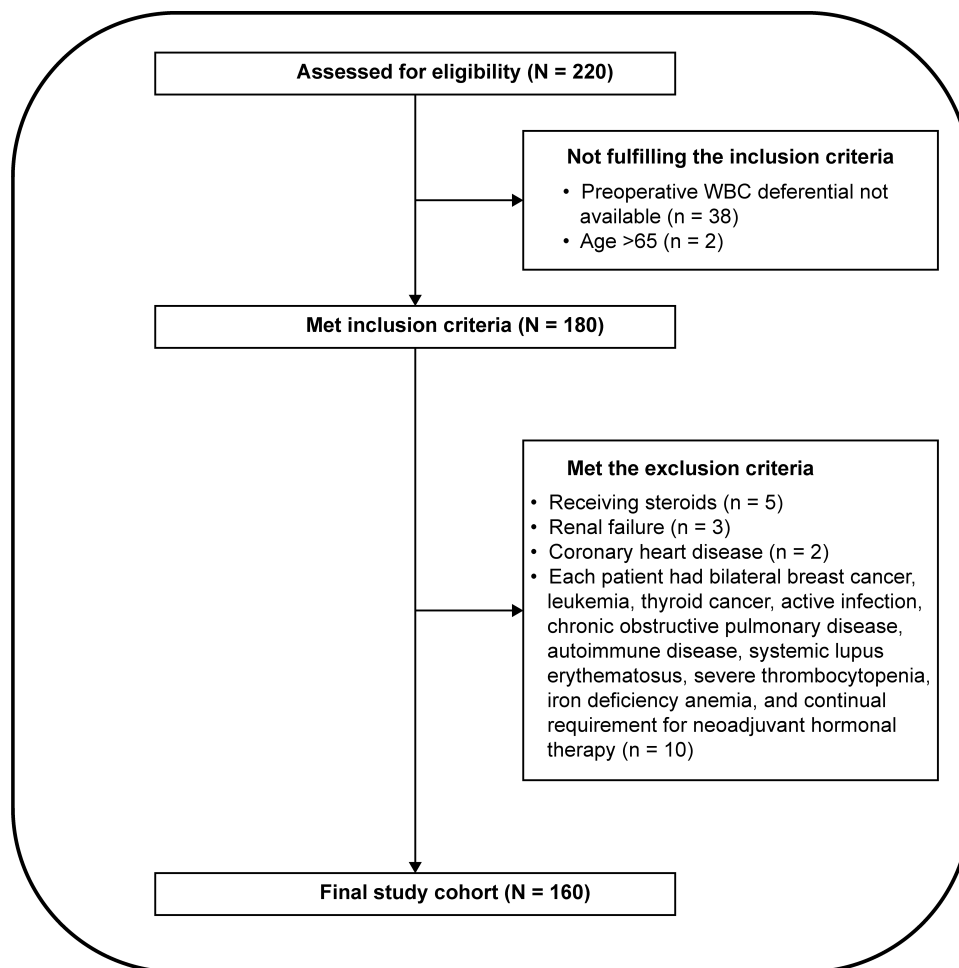 Assessed for eligibility (N = 220)
Not fulfilling the inclusion criteria
• Preoperative WBC deferential not
available (n = 38)
• Age >65 (n = 2)
Met inclusion criteria (N = 180)
Met the exclusion criteria
• Receiving steroids (n = 5)
• Renal failure (n = 3)
• Coronary heart disease (n = 2)
• Each patient had bilateral breast cancer,
leukemia, thyroid cancer, active infection,
chronic obstructive pulmonary disease,
autoimmune disease, systemic lupus
erythematosus, severe thrombocytopenia,
iron deficiency anemia, and continual
requirement for neoadjuvant hormonal
therapy (n = 10)
Final study cohort (N = 160)